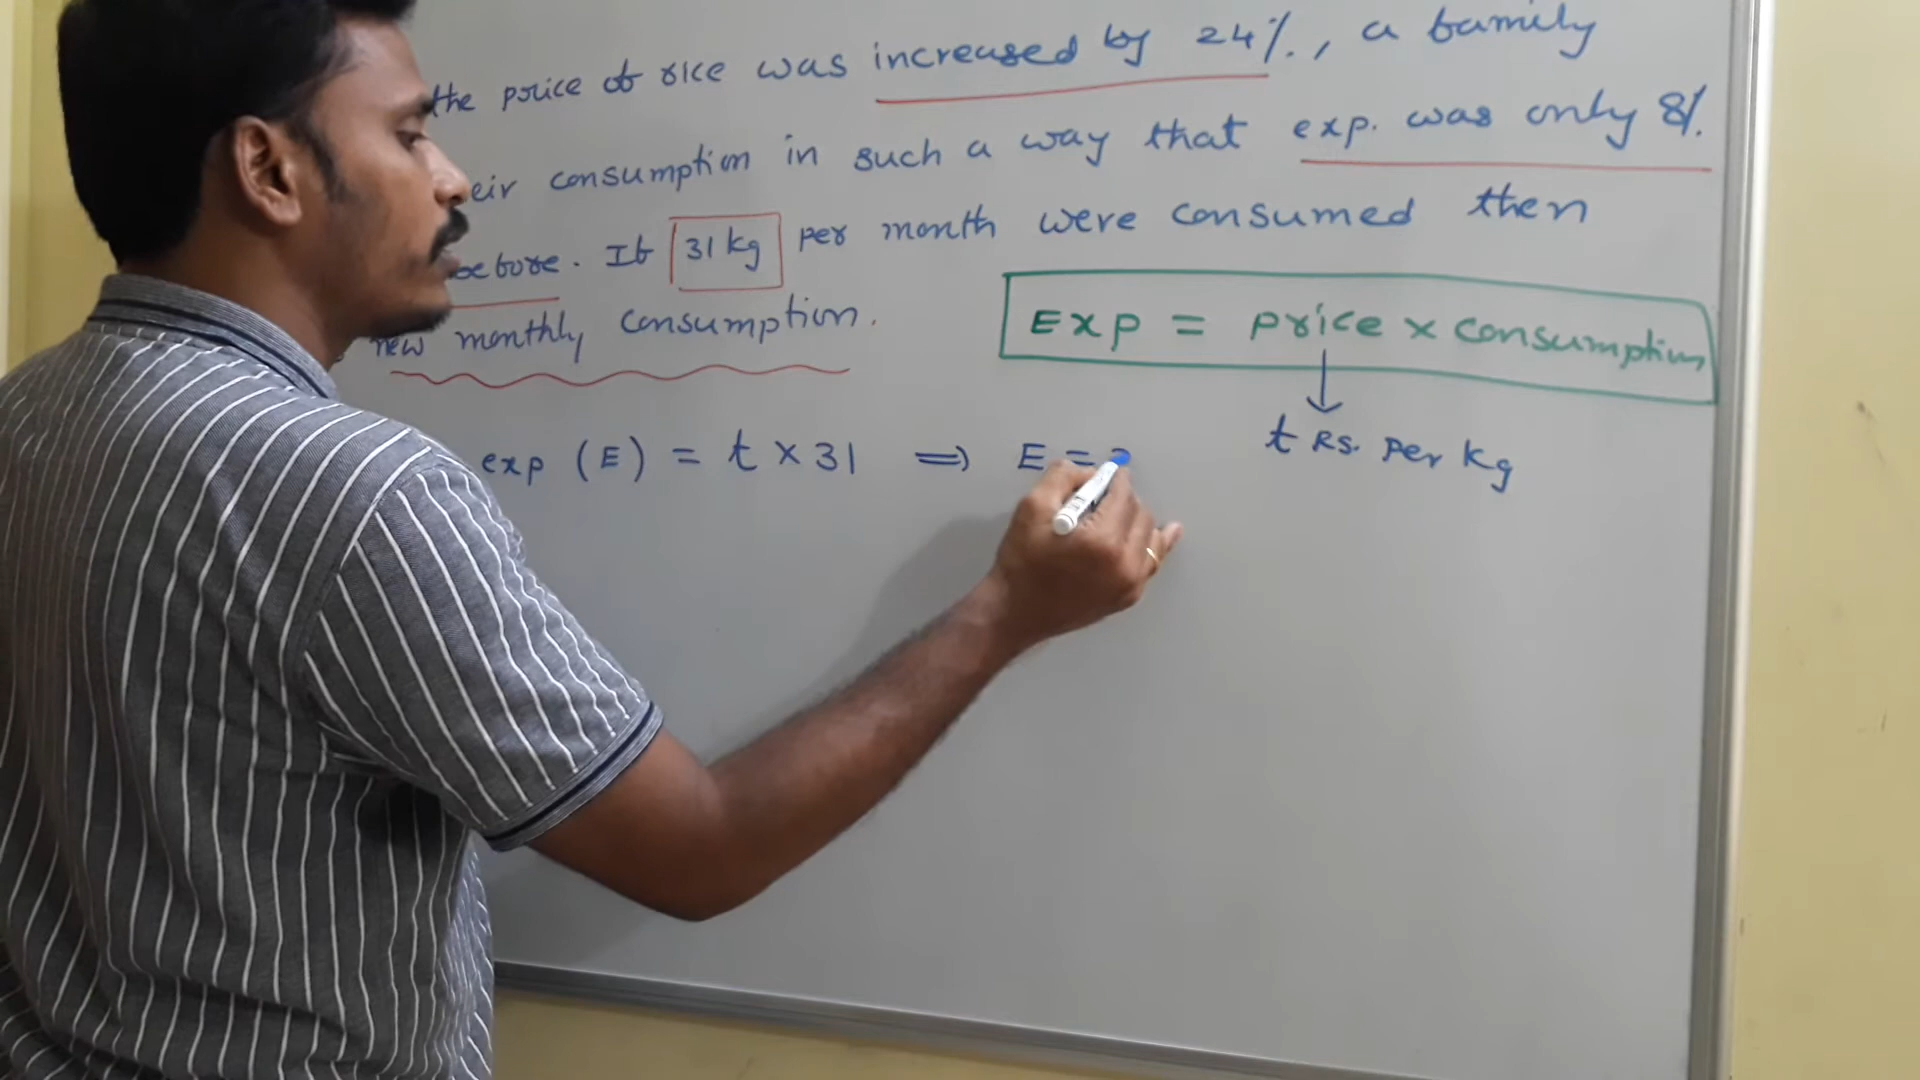 the price of rice was increased by 24%., a family
eir consumption in such a way that exp. was only 8%.
before. If 31 kg per month were consumed then
new monthly consumption.
Exp = price × consumption
t Rs. per kg
exp (E) = t × 31 ⟹ E =